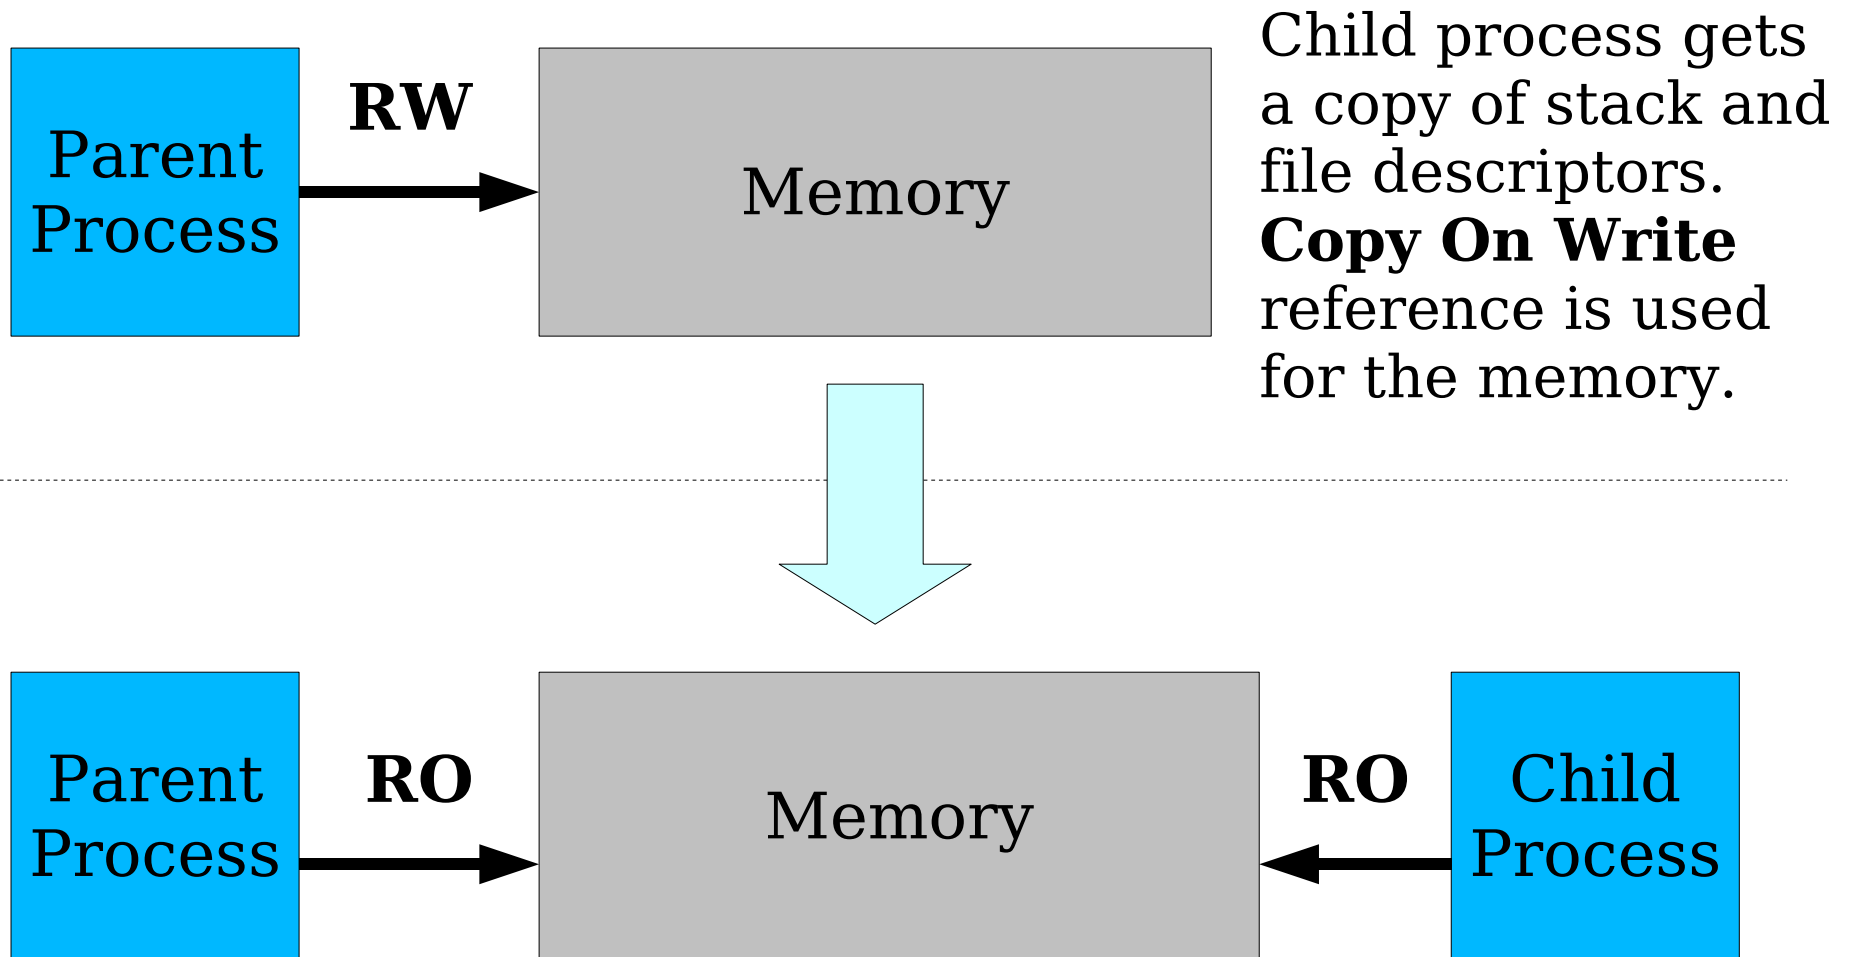 Parent
Process
RW
Memory
Child process gets
a copy of stack and
file descriptors.
Copy On Write
reference is used
for the memory.
Parent
Process
RO
Memory
RO
Child
Process